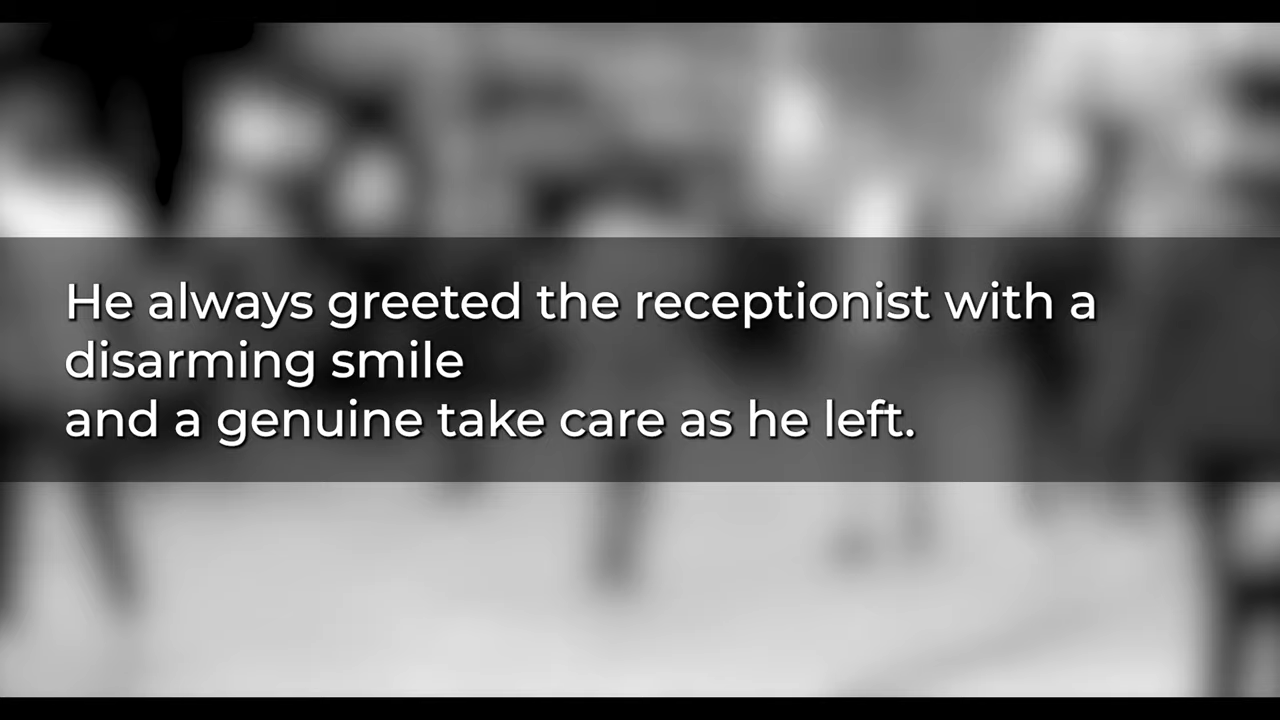 He always greeted the receptionist with a
disarming smile
and a genuine take care as he left.